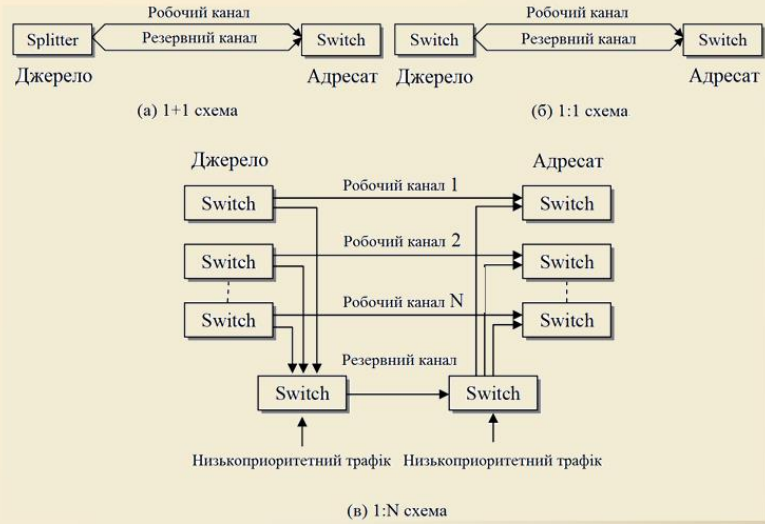 Робочий канал
Splitter
Резервний канал
Switch
Джерело
Адресат
(а) 1+1 схема
Робочий канал
Switch
Резервний канал
Switch
Джерело
Адресат
(б) 1:1 схема
Джерело
Адресат
Switch
Робочий канал 1
Switch
Switch
Робочий канал 2
Switch
Switch
Робочий канал N
Switch
Резервний канал
Switch
Switch
Низькоприоритетний трафік
Низькоприоритетний трафік
(в) 1:N схема